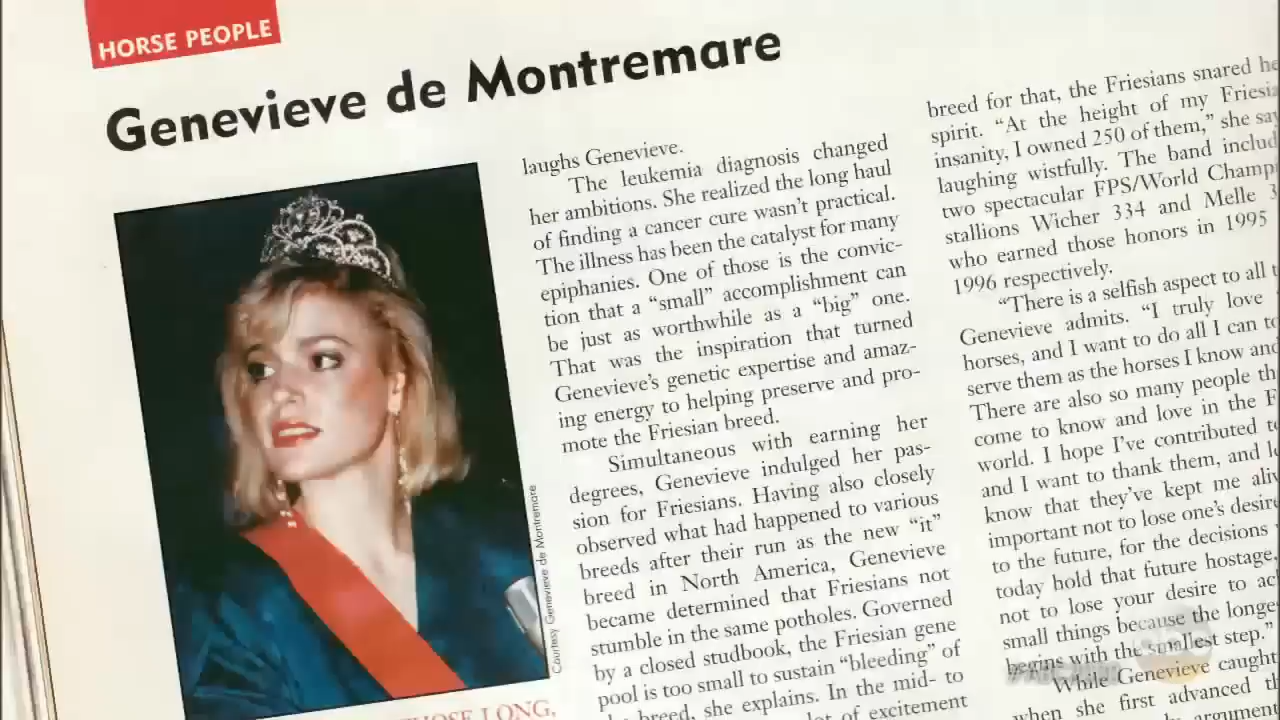 HORSE PEOPLE
Genevieve de Montremare
Courtesy Genevieve de Montremare
LONG,
laughs Genevieve.
The leukemia diagnosis changed
her ambitions. She realized the long haul
of finding a cancer cure wasn't practical.
The illness has been the catalyst for many
epiphanies. One of those is the convic-
tion that a “small” accomplishment can
be just as worthwhile as a “big” one.
That was the inspiration that turned
Genevieve's genetic expertise and amaz-
ing energy to helping preserve and pro-
mote the Friesian breed.
Simultaneous with earning her
degrees, Genevieve indulged her pas-
sion for Friesians. Having also closely
observed what had happened to various
breeds after their run as the new “it”
breed in North America, Genevieve
became determined that Friesians not
stumble in the same potholes. Governed
by a closed studbook, the Friesian gene
pool is too small to sustain “bleeding” of
breed, she explains. In the mid- to
of excitement
breed for that, the Friesians snared
spirit. “At the height of my
insanity, I owned 250 of them,” she
laughing wistfully. The band
two spectacular FPS/World
stallions Wicher 334 and Melle
who earned those honors in 1995
1996 respectively.
“There is a selfish aspect to all
Genevieve admits. “I truly love
horses, and I want to do all I can
serve them as the horses I know and
There are also so many people
come to know and love in the
world. I hope I've contributed
and I want to thank them, and
know that they've kept me
important not to lose one's
to the future, for the decisions
today hold that future hostage,
not to lose your desire to
small things because the
begins with the smallest step.”
While Genevieve caught
when she first advanced